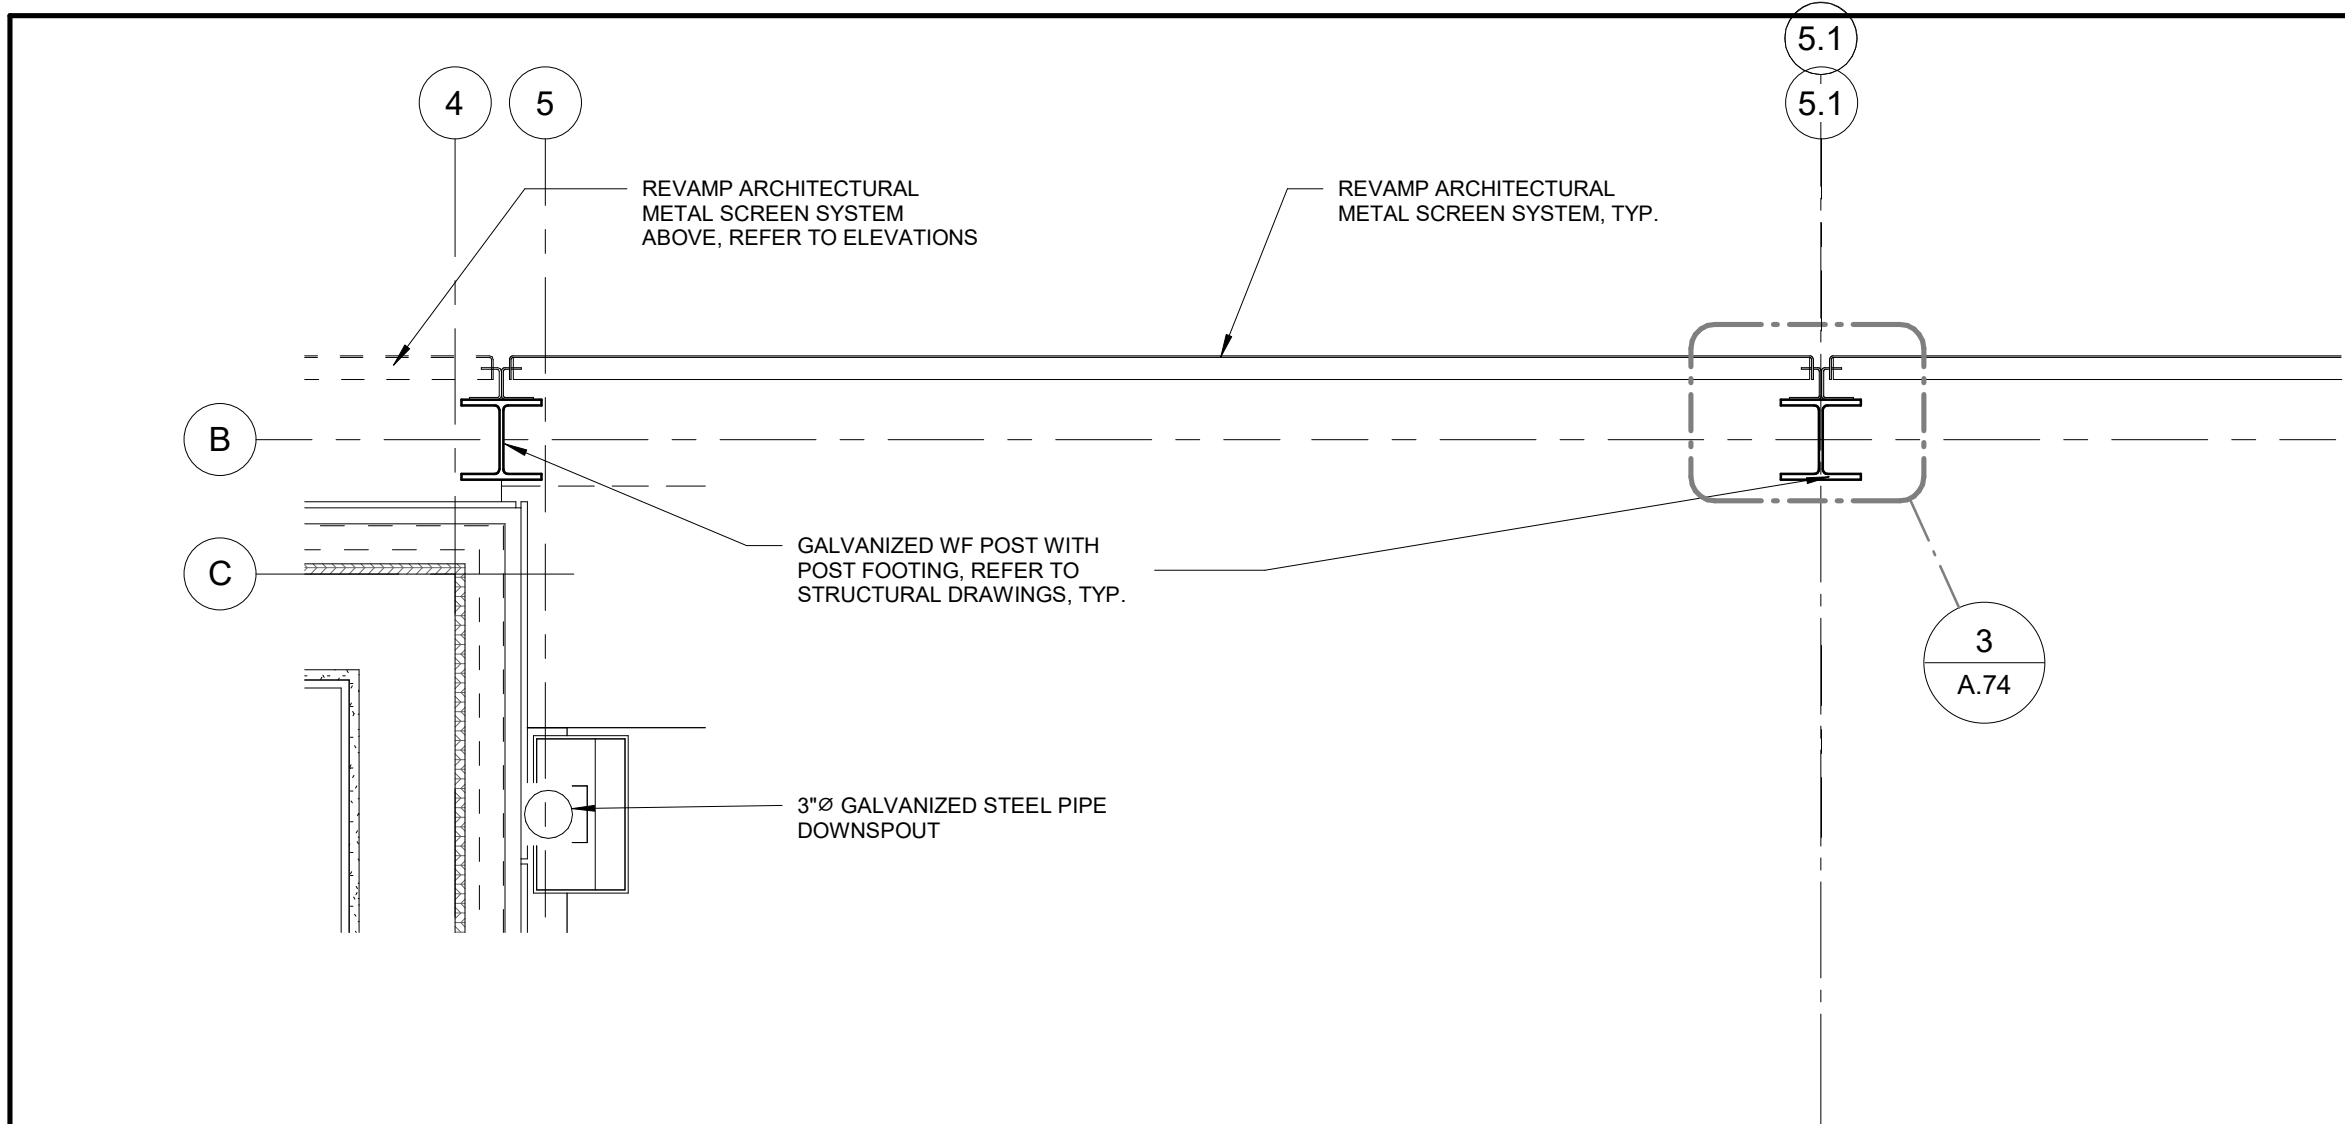 5.1
4
5
5.1
REVAMP ARCHITECTURAL
METAL SCREEN SYSTEM
ABOVE, REFER TO ELEVATIONS
REVAMP ARCHITECTURAL
METAL SCREEN SYSTEM, TYP.
B
GALVANIZED WF POST WITH
POST FOOTING, REFER TO
STRUCTURAL DRAWINGS, TYP.
C
3
A.74
3"Ø GALVANIZED STEEL PIPE
DOWNSPOUT